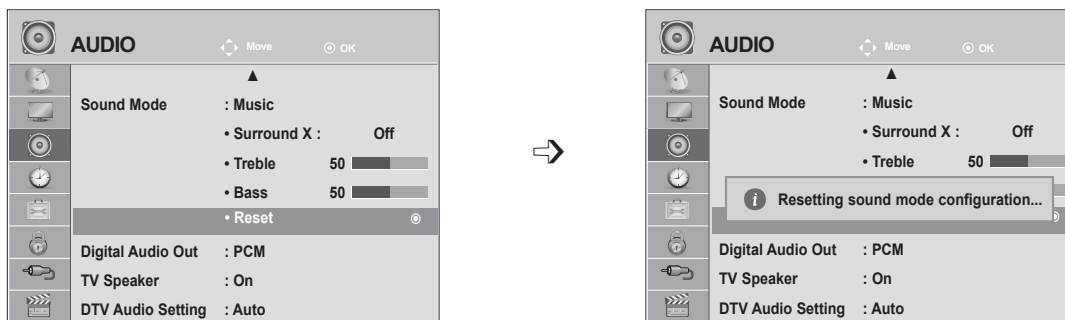 AUDIO Move OK
▲
Sound Mode : Music
• Surround X : Off
• Treble 50
• Bass 50
• Reset
Digital Audio Out : PCM
TV Speaker : On
DTV Audio Setting : Auto
AUDIO Move OK
▲
Sound Mode : Music
• Surround X : Off
• Treble 50
i Resetting sound mode configuration...
Digital Audio Out : PCM
TV Speaker : On
DTV Audio Setting : Auto